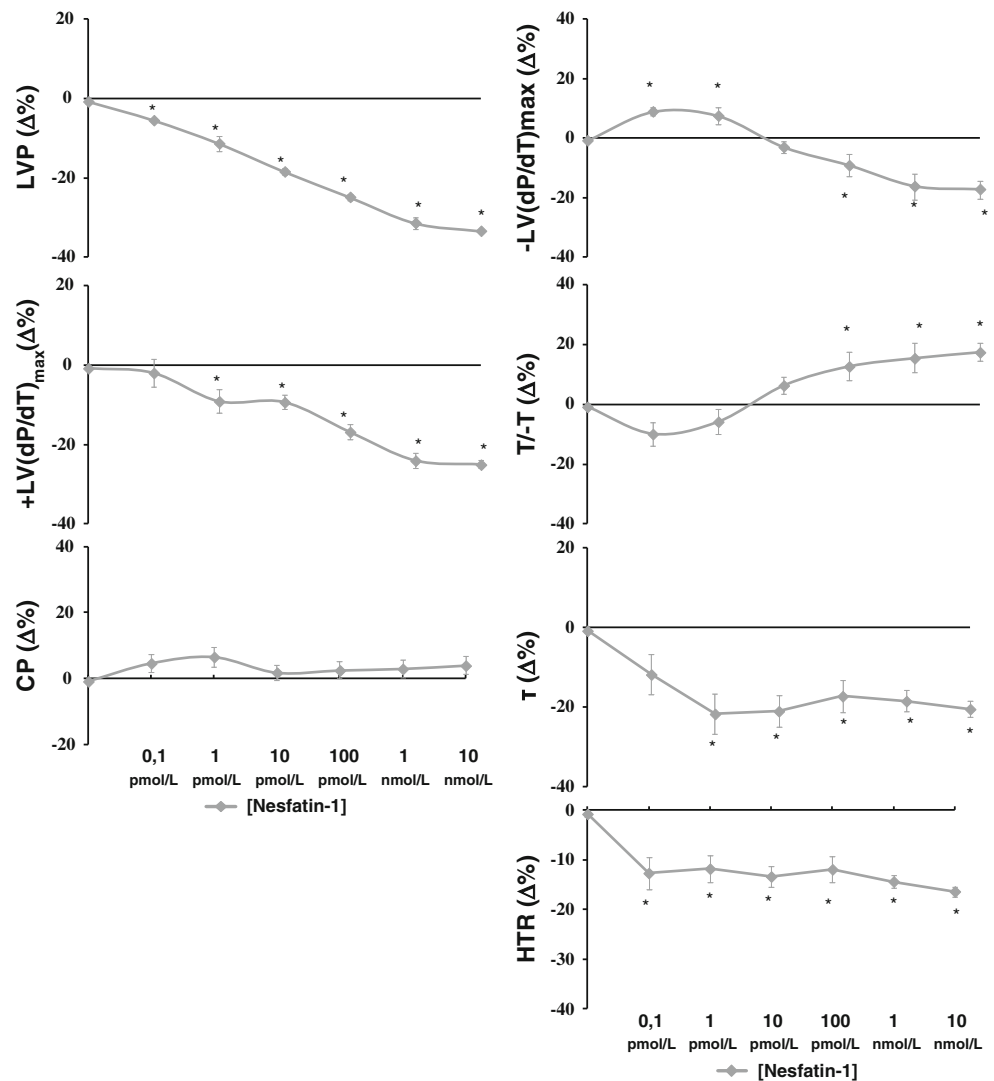 LVP (Δ%)
20
0
-20
-40
* * * * * *
+LV(dP/dT)max(Δ%)
20
0
-20
-40
* * * * *
CP (Δ%)
40
20
0
-20
0,1 1 10 100 1 10
pmol/L pmol/L pmol/L pmol/L nmol/L nmol/L
[Nesfatin-1]
-LV(dP/dT)max (Δ%)
40
20
0
-20
-40
* * * * *
T/-T (Δ%)
40
20
0
-20
-40
* * *
T (Δ%)
20
0
-20
-40
* * * * *
HTR (Δ%)
0
-10
-20
-30
-40
* * * * * *
0,1 1 10 100 1 10
pmol/L pmol/L pmol/L pmol/L nmol/L nmol/L
[Nesfatin-1]